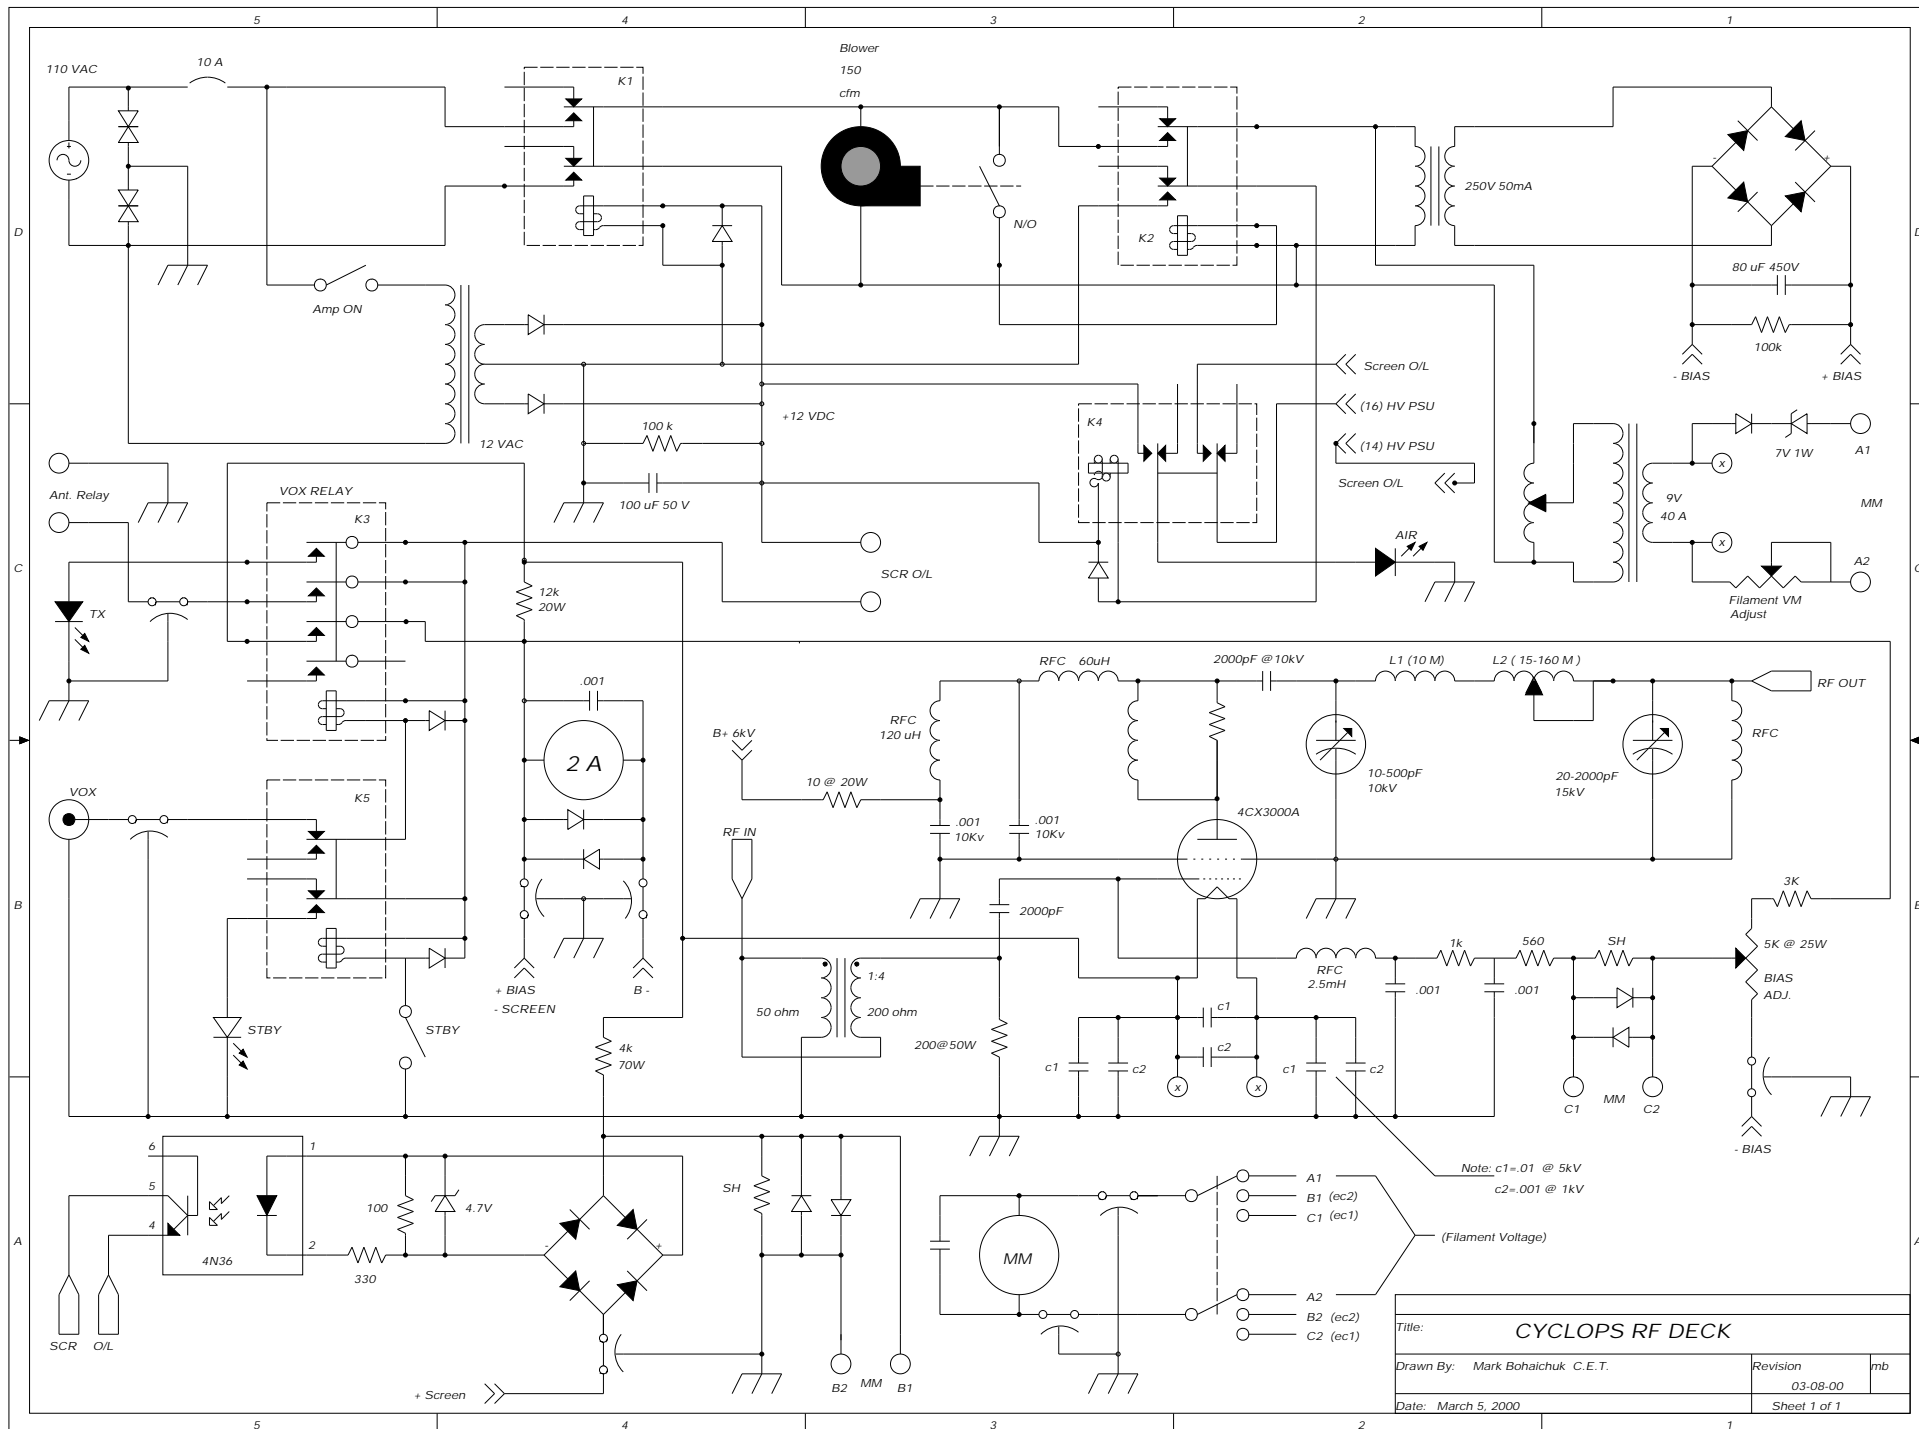 5 4 3 2 1
110 VAC
10 A
K1
Blower
150
cfm
N/O
K2
250V 50mA
- +
+
-
D
D
80 uF 450V
100k
- BIAS
+ BIAS
Amp ON
12 VAC
+12 VDC
100 k
100 uF 50 V
K4
Screen O/L
(16) HV PSU
(14) HV PSU
Screen O/L
AIR
7V 1W
A1
x
9V
40 A
MM
x
A2
Filament VM
Adjust
Ant. Relay
VOX RELAY
K3
C
C
TX
SCR O/L
12k
20W
.001
2 A
RFC 60uH
2000pF @10kV
L1 (10 M)
L2 ( 15-160 M )
RF OUT
RFC
120 uH
B+ 6kV
10 @ 20W
.001
10Kv
.001
10Kv
4CX3000A
10-500pF
10kV
20-2000pF
15kV
RFC
VOX
K5
RF IN
B
B
2000pF
3K
5K @ 25W
BIAS
ADJ.
1k
560
SH
RFC
2.5mH
.001
.001
+ BIAS
- SCREEN
B -
STBY
STBY
4k
70W
50 ohm
1:4
200 ohm
200@50W
c1
c2
c1
c2
x
x
c1
c2
C1
MM
C2
- BIAS
Note: c1=.01 @ 5kV
c2=.001 @ 1kV
6
5
4
1
2
4N36
100
4.7V
330
- +
SH
A
A
MM
A1
B1 (ec2)
C1 (ec1)
(Filament Voltage)
A2
B2 (ec2)
C2 (ec1)
SCR
O/L
+ Screen
B2
MM
B1
Title:
CYCLOPS RF DECK
Drawn By: Mark Bohaichuk C.E.T.
Revision
mb
03-08-00
Date: March 5, 2000
Sheet 1 of 1
5 4 3 2 1